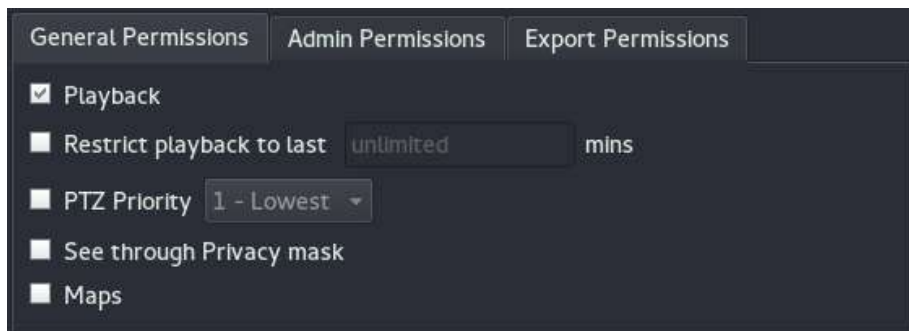 General Permissions Admin Permissions Export Permissions
Playback
Restrict playback to last unlimited mins
PTZ Priority 1 - Lowest
See through Privacy mask
Maps